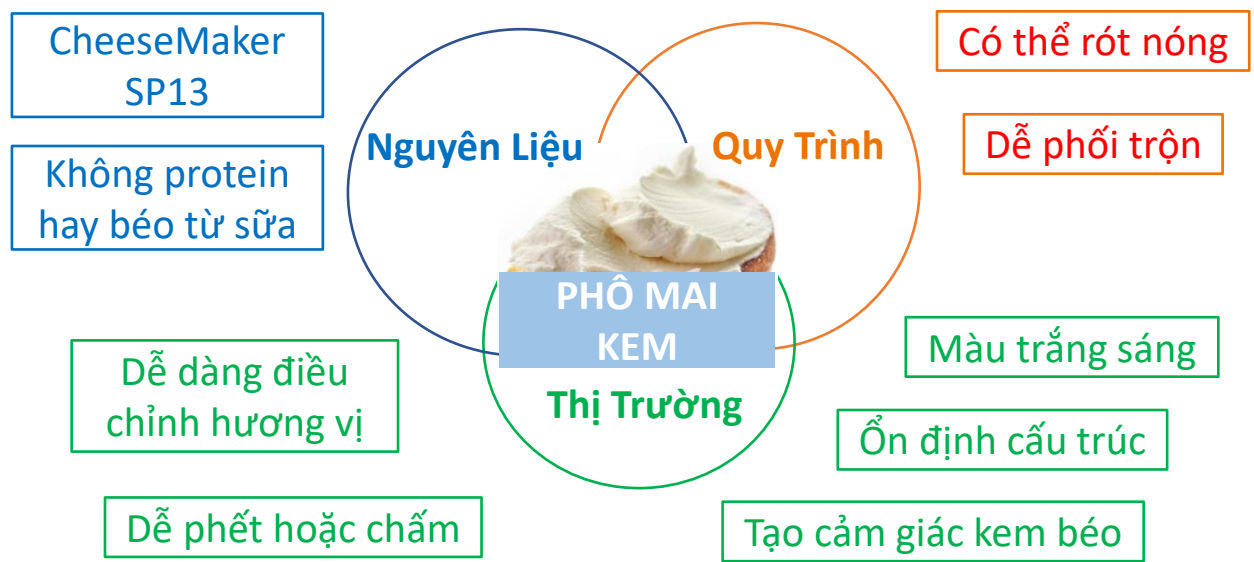 CheeseMaker
SP13
Không protein
hay béo từ sữa
Nguyên Liệu
Quy Trình
Có thể rót nóng
Dễ phối trộn
PHÔ MAI
KEM
Thị Trường
Dễ dàng điều
chỉnh hương vị
Dễ phết hoặc chấm
Màu trắng sáng
Ổn định cấu trúc
Tạo cảm giác kem béo